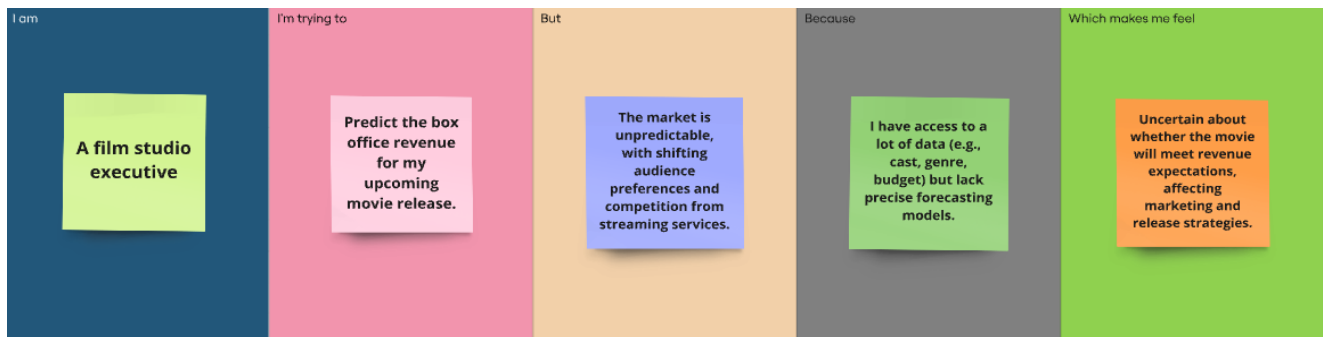 I am
A film studio
executive
I'm trying to
Predict the box
office revenue
for my
upcoming
movie release.
But
The market is
unpredictable,
with shifting
audience
preferences and
competition from
streaming services.
Because
I have access to a
lot of data (e.g.,
cast, genre,
budget) but lack
precise forecasting
models.
Which makes me feel
Uncertain about
whether the movie
will meet revenue
expectations,
affecting
marketing and
release strategies.